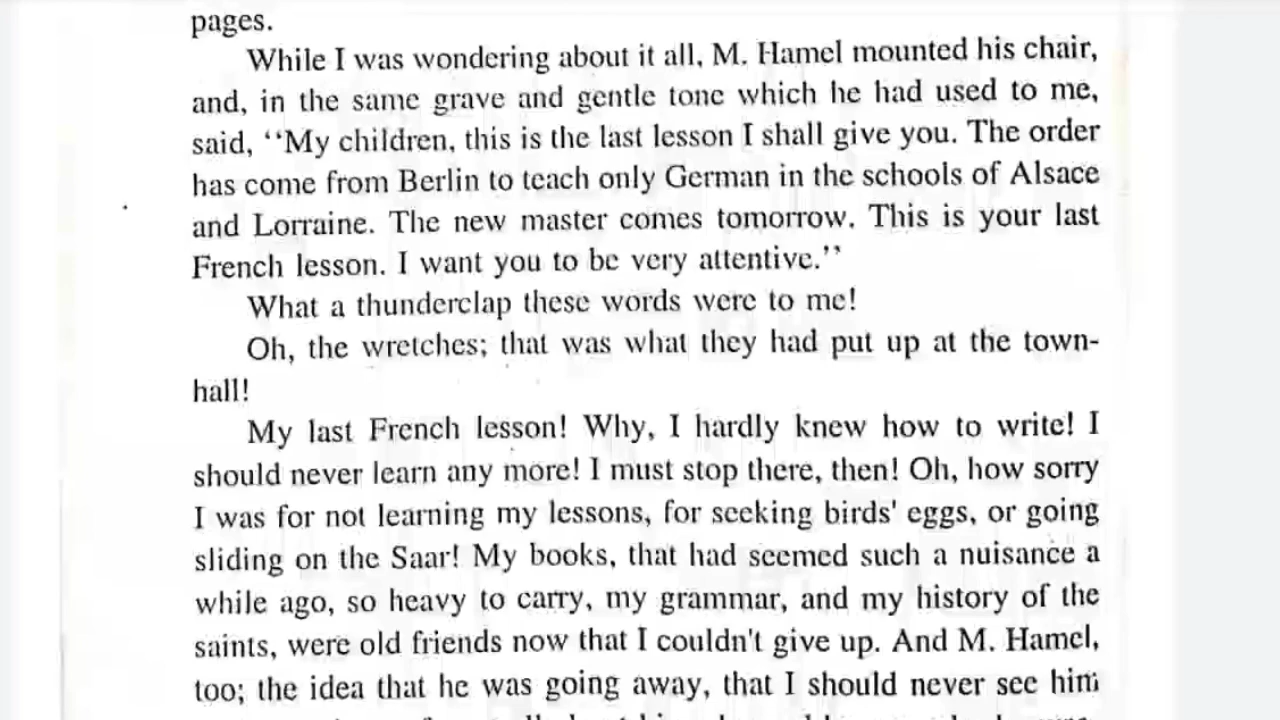 pages.
While I was wondering about it all, M. Hamel mounted his chair,
and, in the same grave and gentle tone which he had used to me,
said, ‘‘My children, this is the last lesson I shall give you. The order
has come from Berlin to teach only German in the schools of Alsace
and Lorraine. The new master comes tomorrow. This is your last
French lesson. I want you to be very attentive.’’
What a thunderclap these words were to me!
Oh, the wretches; that was what they had put up at the town-
hall!
My last French lesson! Why, I hardly knew how to write! I
should never learn any more! I must stop there, then! Oh, how sorry
I was for not learning my lessons, for seeking birds' eggs, or going
sliding on the Saar! My books, that had seemed such a nuisance a
while ago, so heavy to carry, my grammar, and my history of the
saints, were old friends now that I couldn't give up. And M. Hamel,
too; the idea that he was going away, that I should never see him